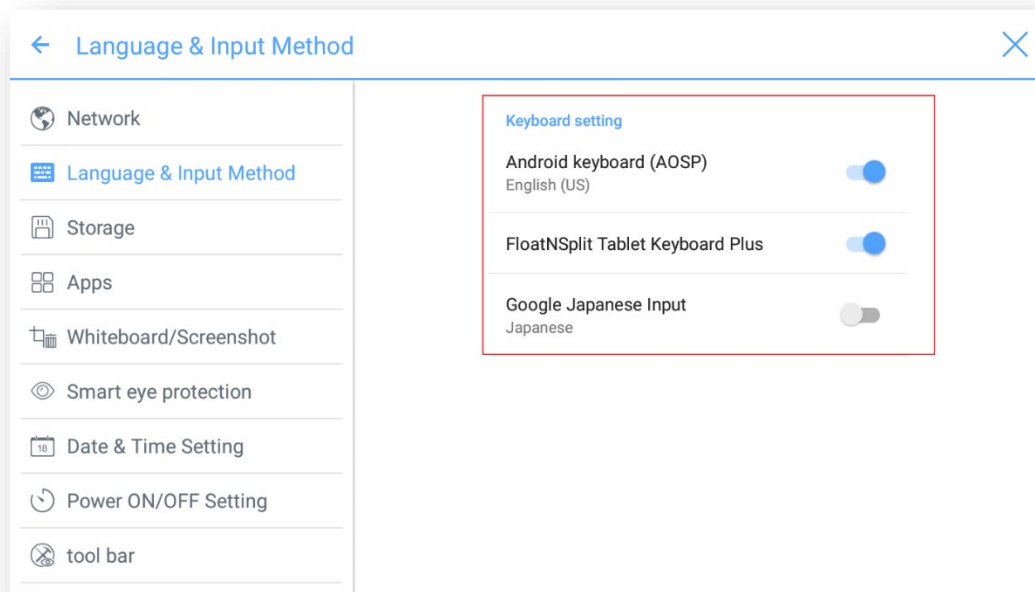 Language & Input Method
Network
Language & Input Method
Storage
Apps
Whiteboard/Screenshot
Smart eye protection
18
Date & Time Setting
Power ON/OFF Setting
tool bar
Keyboard setting
Android keyboard (AOSP)
English (US)
FloatNSplit Tablet Keyboard Plus
Google Japanese Input
Japanese